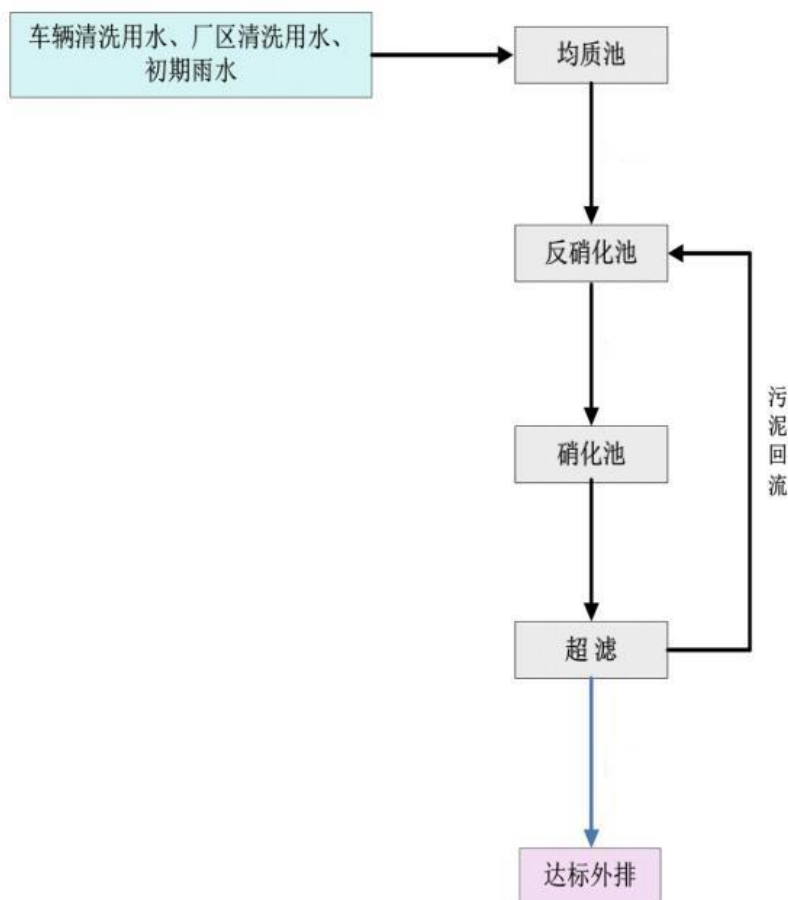 车辆清洗用水、厂区清洗用水、
初期雨水
均质池
反硝化池
硝化池
污泥回流
超滤
达标外排